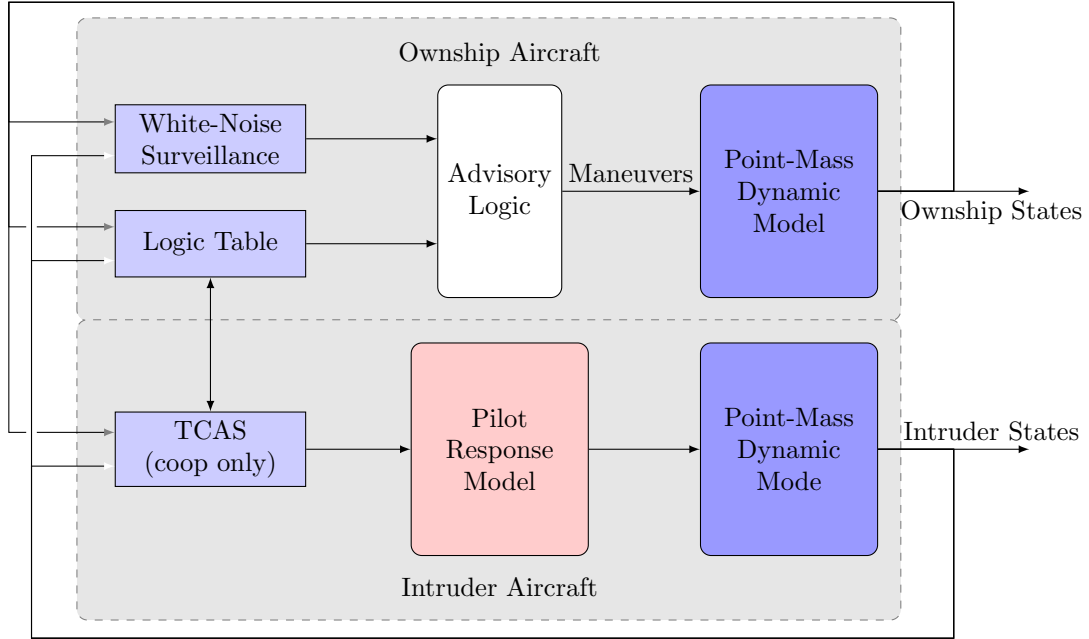 Ownship Aircraft
White-Noise
Surveillance
Advisory
Logic
Maneuvers
Point-Mass
Dynamic
Model
Ownship States
Logic Table
TCAS
(coop only)
Pilot
Response
Model
Point-Mass
Dynamic
Mode
Intruder States
Intruder Aircraft